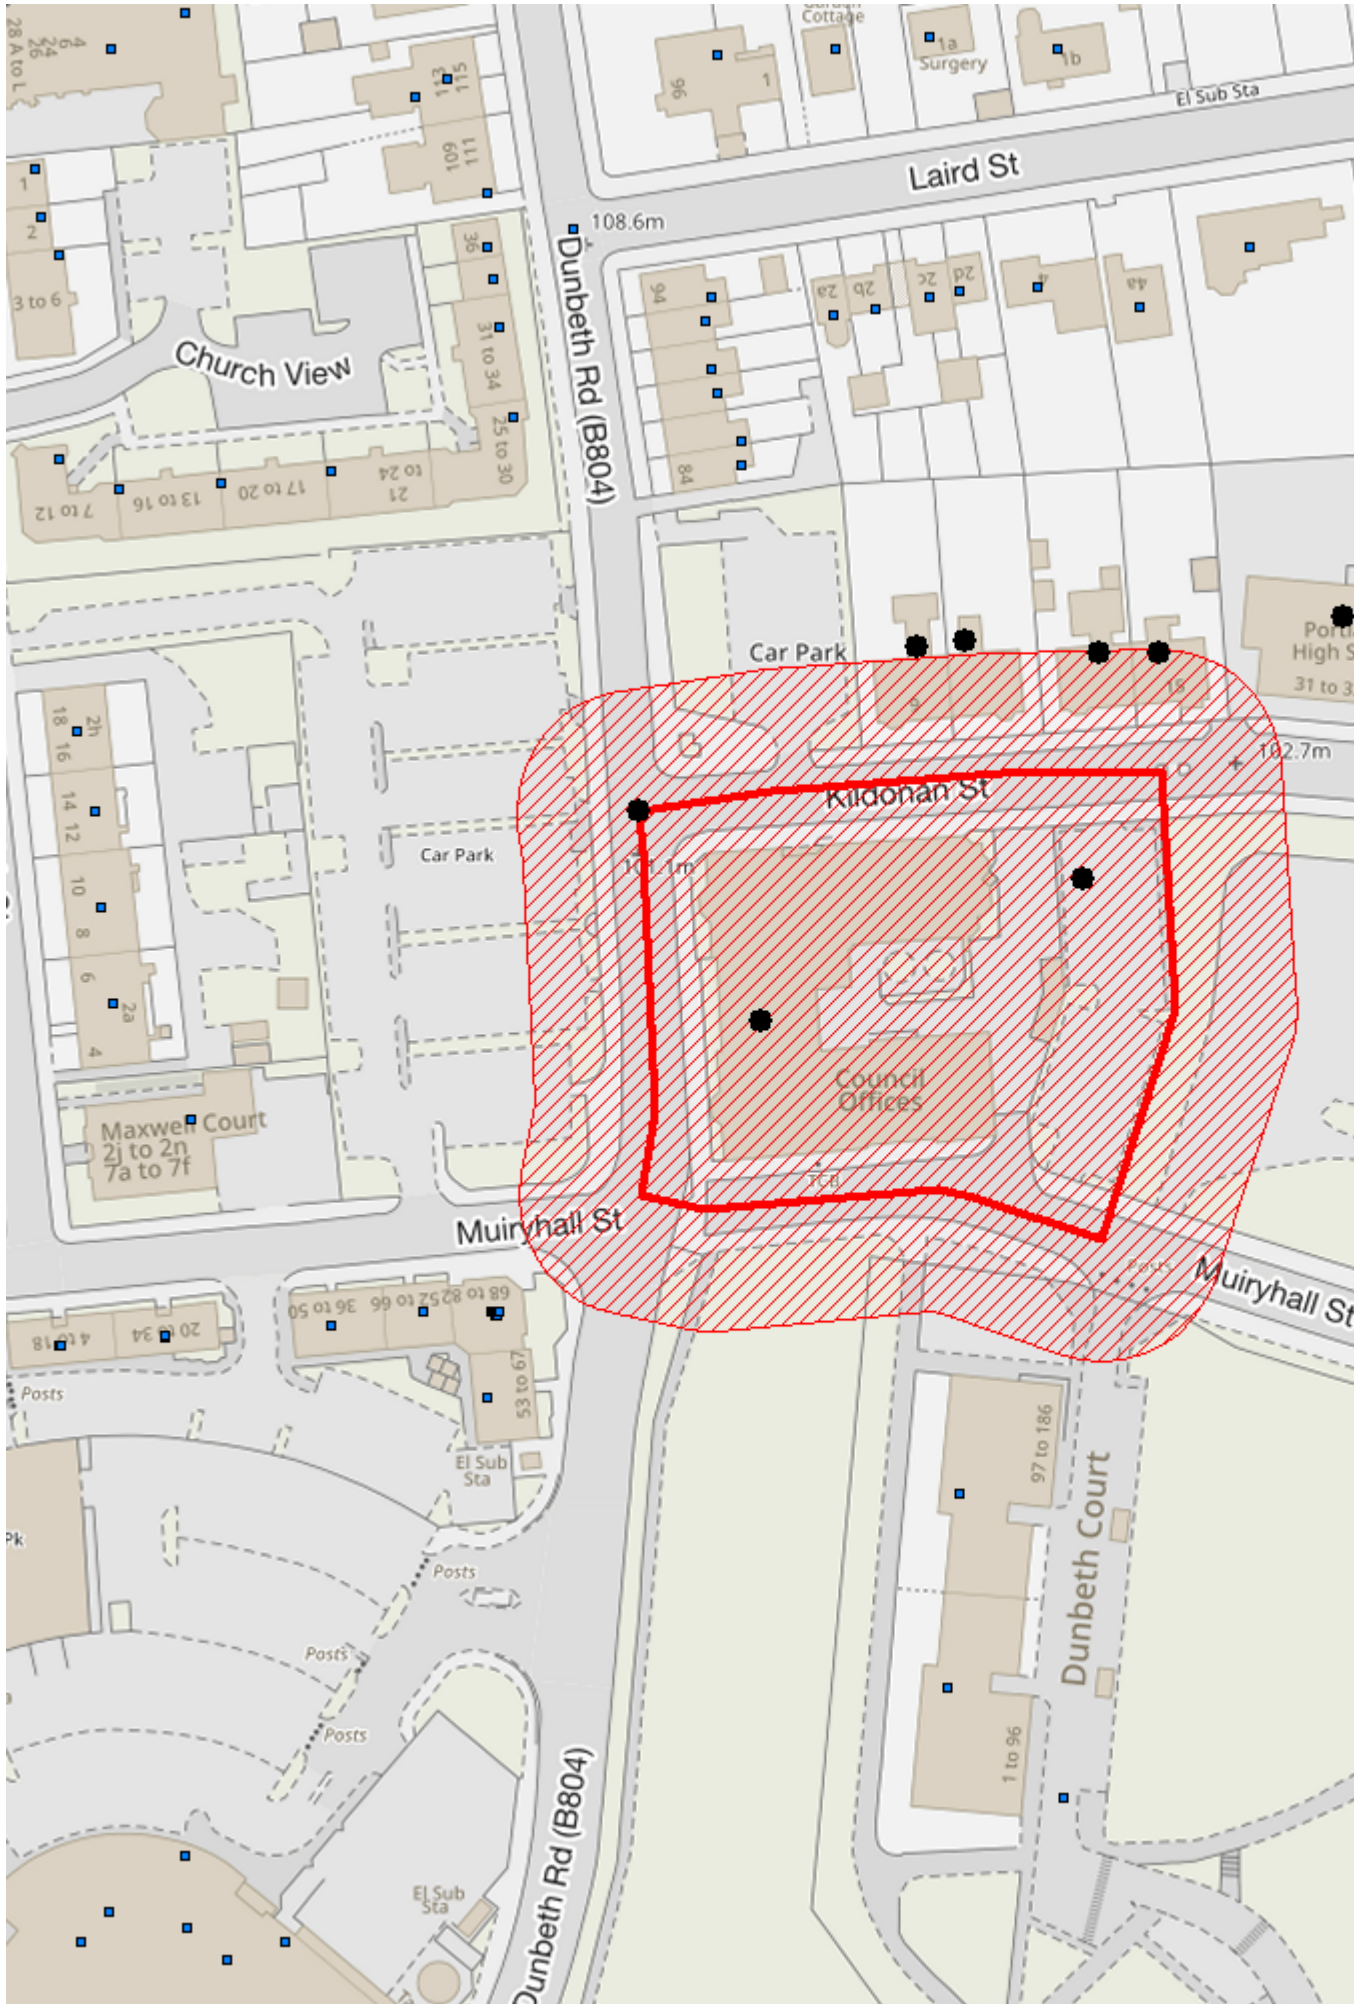 Cottage
28 A to L
26
24
6
4
113
115
96
1
1a
Surgery
1b
El Sub Sta
111
109
Laird St
1
2
108.6m
36
3 to 6
94
2a
2b
2c
2d
4
4a
Dunbeth Rd (B804)
Church View
31 to 34
25 to 30
84
7 to 12
13 to 16
17 to 20
21
to 24
Car Park
High S
31 to 3
9
15
18
2h
16
102.7m
Kildonan St
14
12
Car Park
101.1m
10
8
6
2a
4
Council
Offices
Maxwell Court
2j to 2n
7a to 7f
TCB
Muiryhall St
Posts
Muiryhall St
4 to 18
20 to 34
36 to 50
52 to 66
68 to 82
53 to 67
Posts
El Sub
Sta
97 to 186
Pk
Posts
Dunbeth Court
Posts
Posts
1 to 96
Dunbeth Rd (B804)
El Sub
Sta